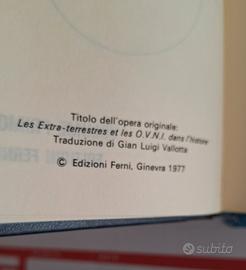 Titolo dell'opera originale:
Les Extra-terrestres et les O.V.N.I. dans l'histoire
Traduzione di Gian Luigi Vallotta
© Edizioni Ferni, Ginevra 1977
subito